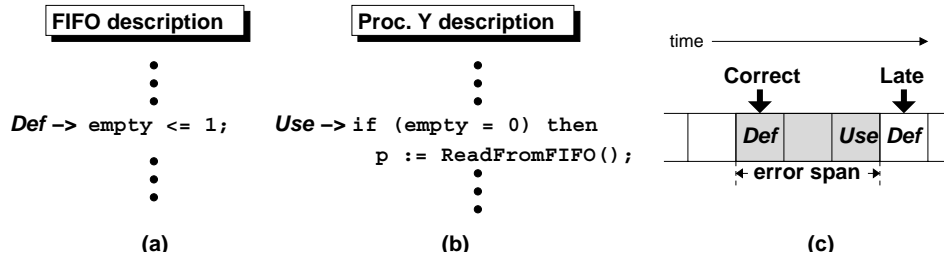 FIFO description
Def –> empty <= 1;
(a)
Proc. Y description
Use –> if (empty = 0) then
p := ReadFromFIFO();
(b)
time
Correct Late
Def Use Def
error span
(c)